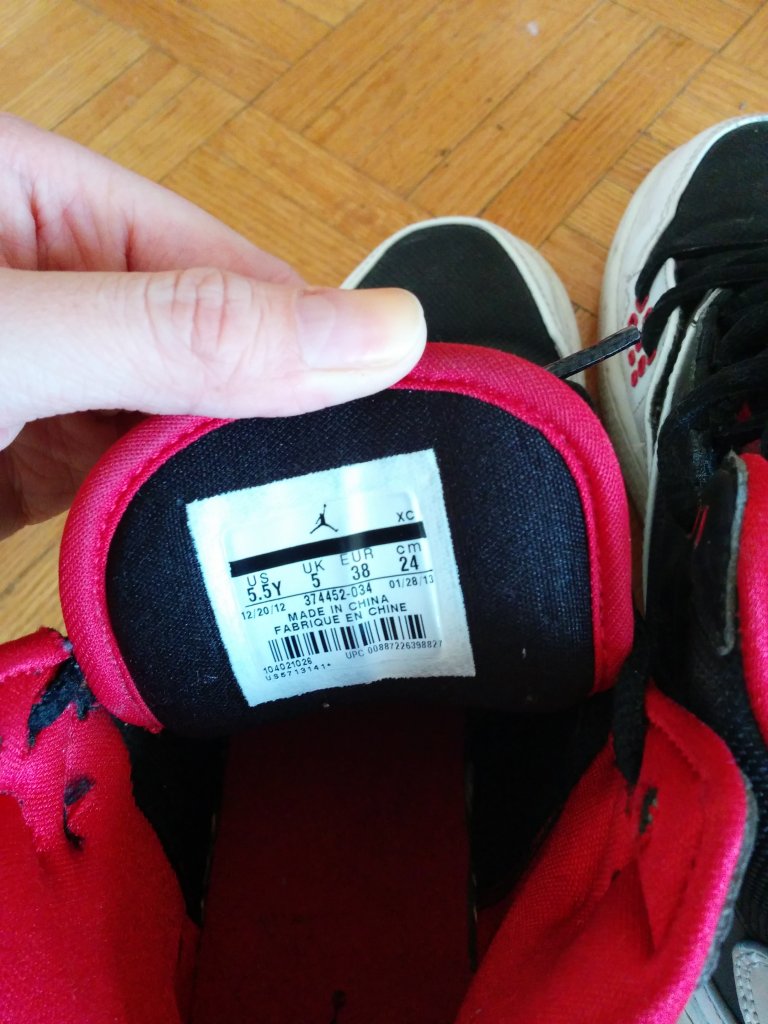 XC
US UK EUR cm
5.5Y 5 38 24
12/20/12 374452-034 01/28/13
MADE IN CHINA
FABRIQUE EN CHINE
104021026 UPC 00887226398827
US5713141+